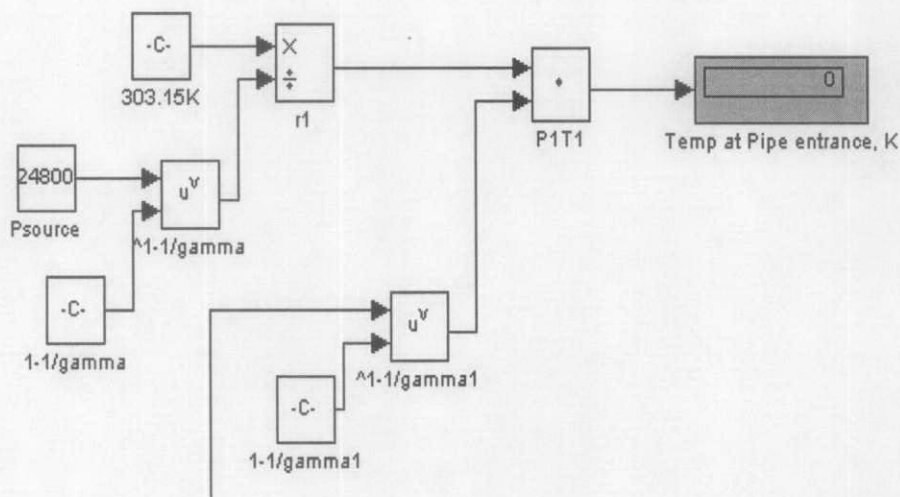 -C-
303.15K
×
÷
r1
·
P1T1
0
Temp at Pipe entrance, K
24800
Psource
u^v
^1-1/gamma
-C-
1-1/gamma
u^v
^1-1/gamma1
-C-
1-1/gamma1